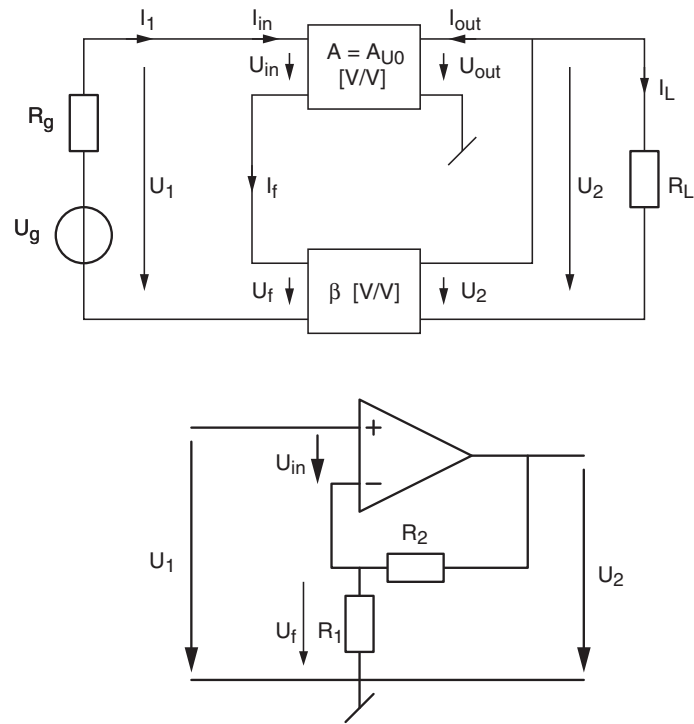 I1
Iin
A = AU0
[V/V]
Iout
Uin
Uout
IL
Rg
U1
If
U2
RL
Ug
Uf
β [V/V]
U2
+
Uin
−
R2
U1
U2
Uf
R1